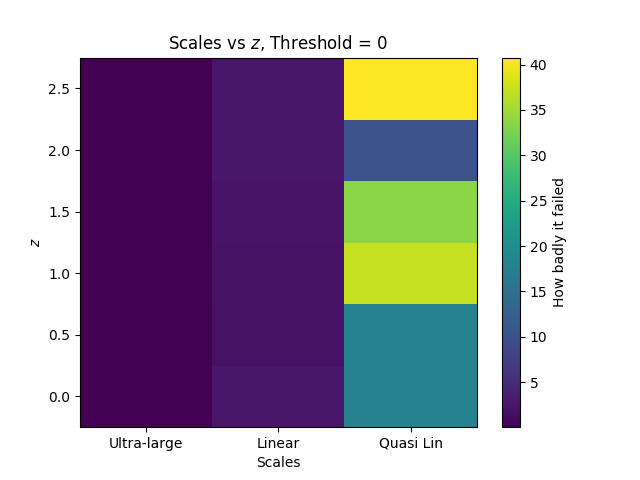 Scales vs z, Threshold = 0
2.5
2.0
1.5
1.0
0.5
0.0
z
Ultra-large
Linear
Quasi Lin
Scales
40
35
30
25
20
15
10
5
How badly it failed